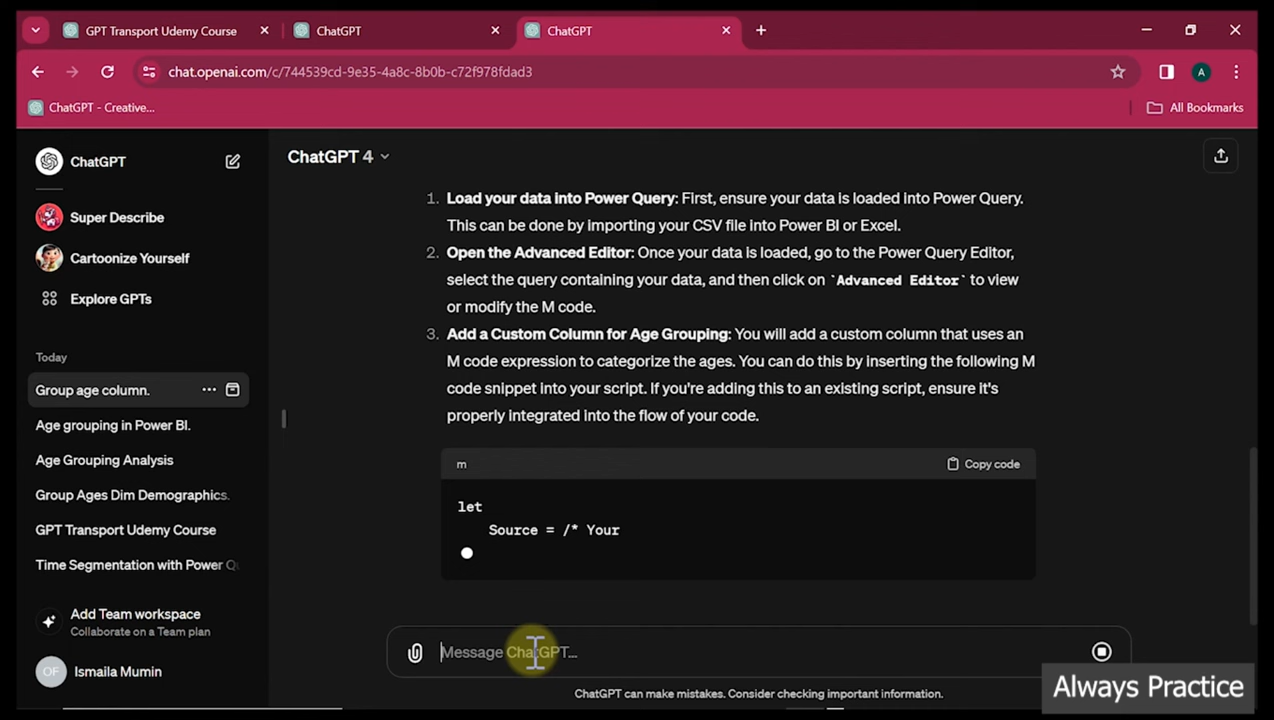 GPT Transport Udemy Course
ChatGPT
ChatGPT
chat.openai.com/c/744539cd-9e35-4a8c-8b0b-c72f978fdad3
A
ChatGPT - Creative...
All Bookmarks
ChatGPT
ChatGPT 4
Super Describe
Cartoonize Yourself
Explore GPTs
Today
Group age column.
Age grouping in Power BI.
Age Grouping Analysis
Group Ages Dim Demographics.
GPT Transport Udemy Course
Time Segmentation with Power Qu
Add Team workspace
Collaborate on a Team plan
OF
Ismaila Mumin
1. Load your data into Power Query: First, ensure your data is loaded into Power Query.
This can be done by importing your CSV file into Power BI or Excel.
2. Open the Advanced Editor: Once your data is loaded, go to the Power Query Editor,
select the query containing your data, and then click on `Advanced Editor` to view
or modify the M code.
3. Add a Custom Column for Age Grouping: You will add a custom column that uses an
M code expression to categorize the ages. You can do this by inserting the following M
code snippet into your script. If you're adding this to an existing script, ensure it's
properly integrated into the flow of your code.
m
Copy code
let
Source = /* Your
Message ChatGPT...
ChatGPT can make mistakes. Consider checking important information.
Always Practice